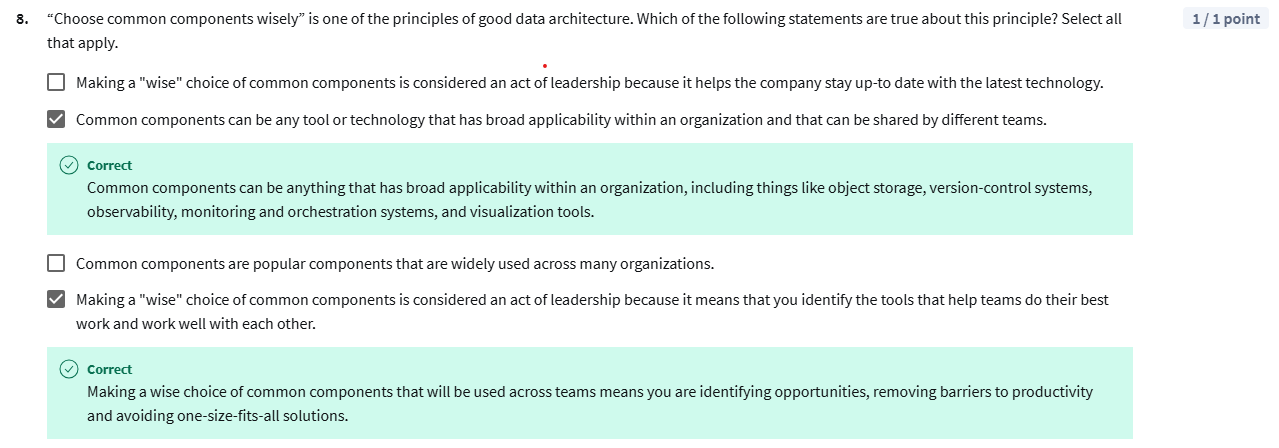 8. “Choose common components wisely” is one of the principles of good data architecture. Which of the following statements are true about this principle? Select all
that apply.
1 / 1 point
Making a "wise" choice of common components is considered an act of leadership because it helps the company stay up-to date with the latest technology.
Common components can be any tool or technology that has broad applicability within an organization and that can be shared by different teams.
Correct
Common components can be anything that has broad applicability within an organization, including things like object storage, version-control systems,
observability, monitoring and orchestration systems, and visualization tools.
Common components are popular components that are widely used across many organizations.
Making a "wise" choice of common components is considered an act of leadership because it means that you identify the tools that help teams do their best
work and work well with each other.
Correct
Making a wise choice of common components that will be used across teams means you are identifying opportunities, removing barriers to productivity
and avoiding one-size-fits-all solutions.